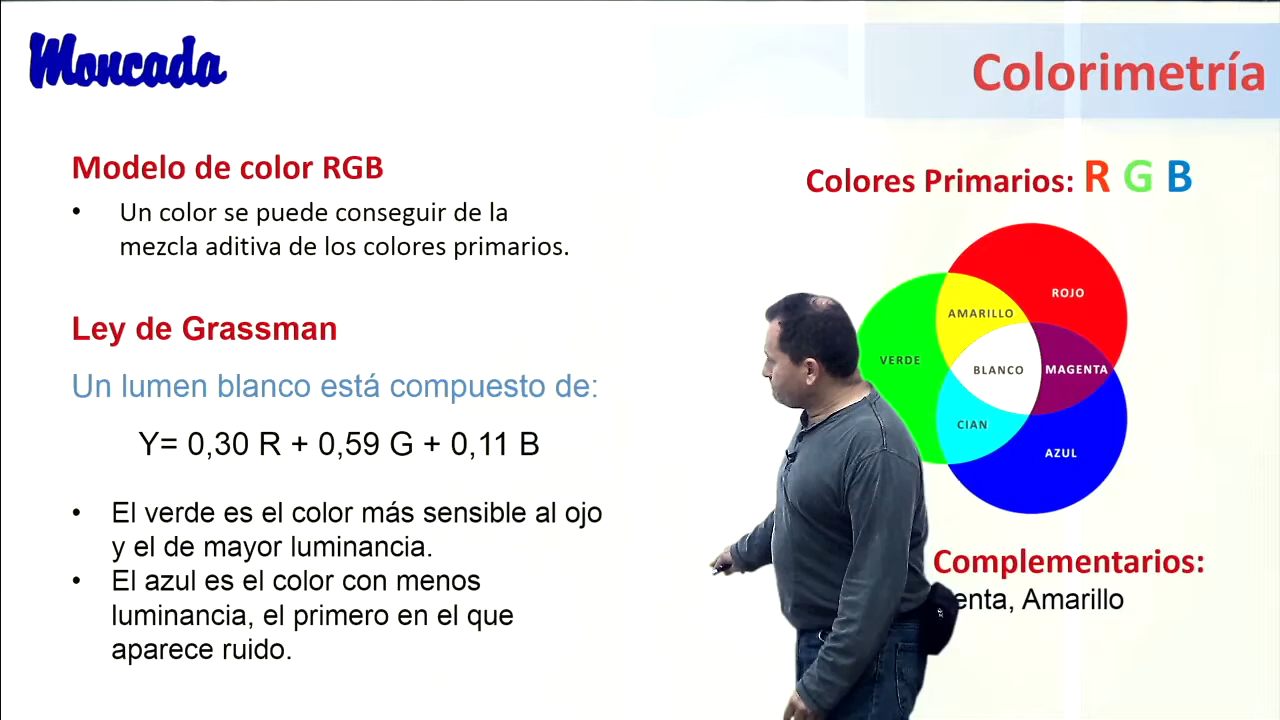 Moncada
Colorimetría
Modelo de color RGB
• Un color se puede conseguir de la
mezcla aditiva de los colores primarios.
Ley de Grassman
Un lumen blanco está compuesto de:
Y= 0,30 R + 0,59 G + 0,11 B
• El verde es el color más sensible al ojo
y el de mayor luminancia.
• El azul es el color con menos
luminancia, el primero en el que
aparece ruido.
Colores Primarios: R G B
ROJO
AMARILLO
VERDE
BLANCO
MAGENTA
CIAN
AZUL
Complementarios:
enta, Amarillo